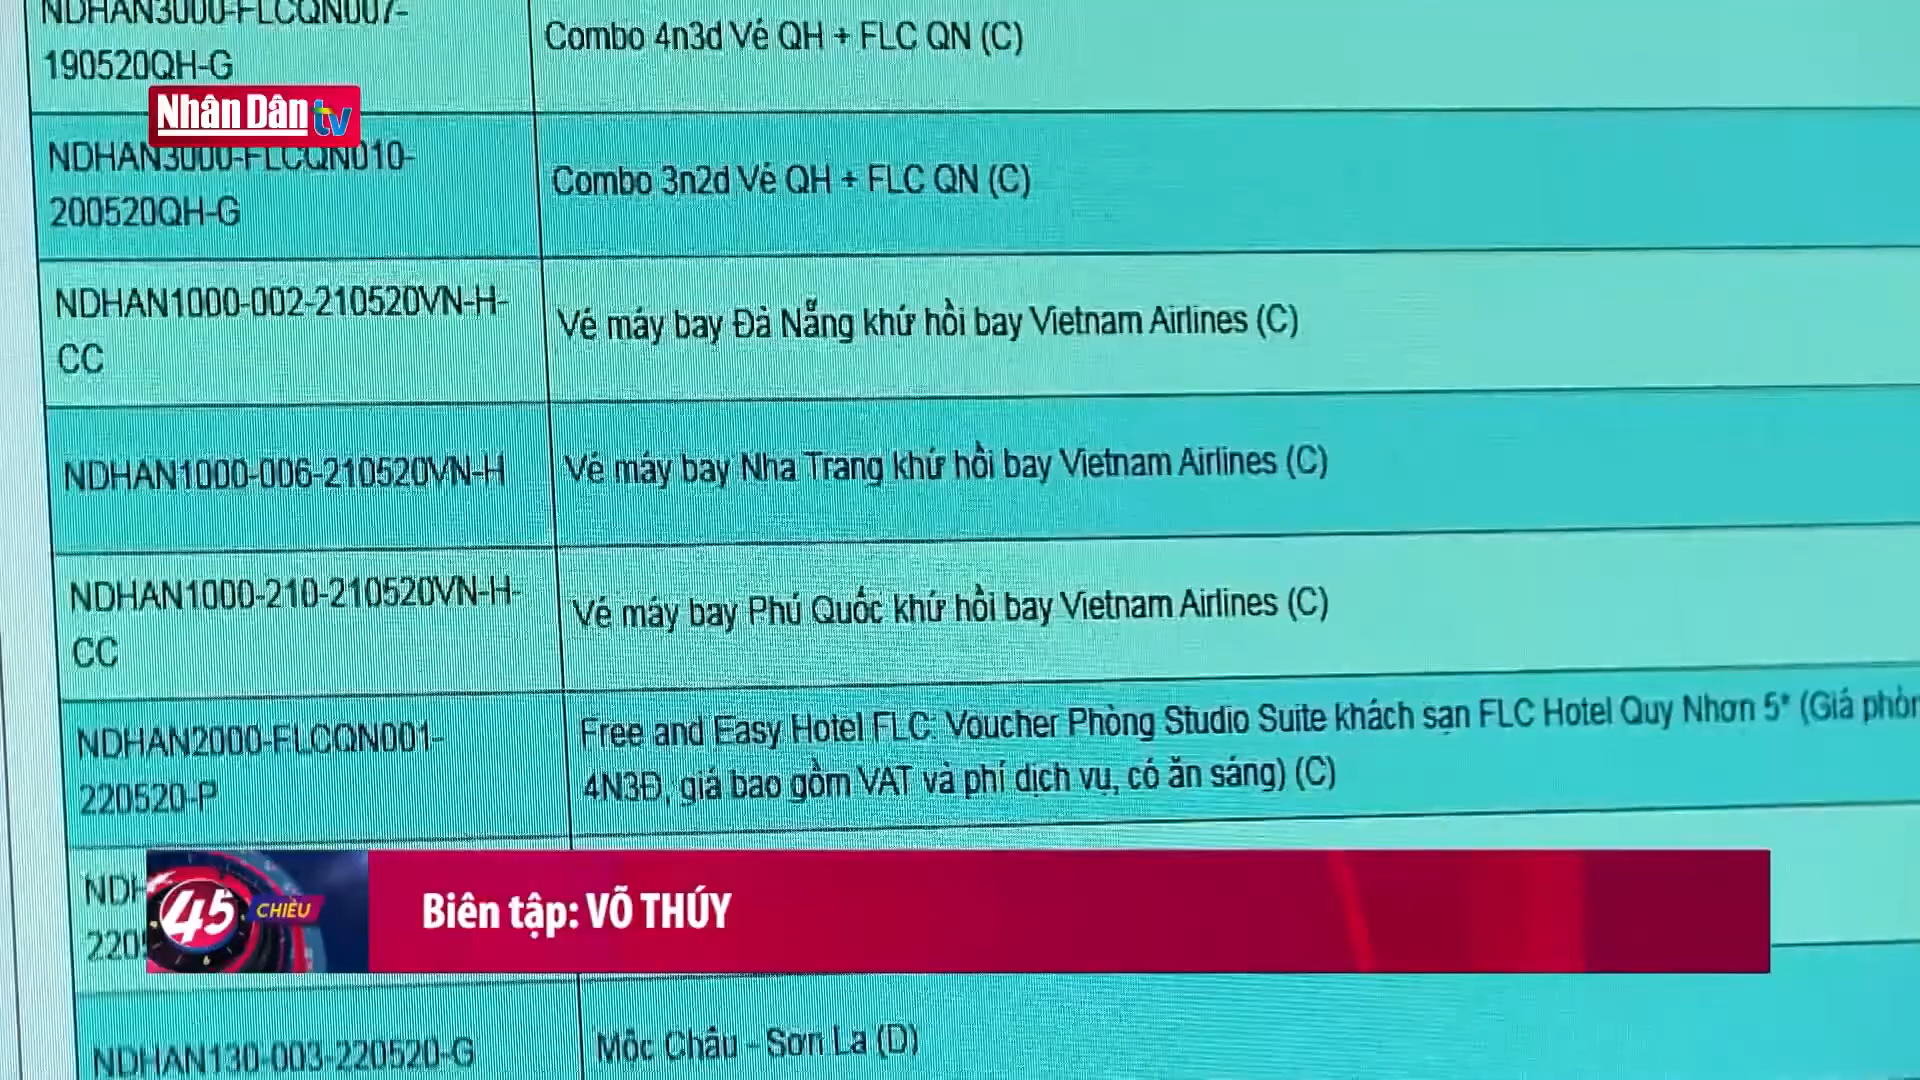 NDHAN3000-FLCQN007-
190520QH-G
Combo 4n3d Vé QH + FLC QN (C)
Nhân Dân tv
NDHAN3000-FLCQN010-
200520QH-G
Combo 3n2d Vé QH + FLC QN (C)
NDHAN1000-002-210520VN-H-
CC
Vé máy bay Đà Nẵng khứ hồi bay Vietnam Airlines (C)
NDHAN1000-006-210520VN-H
Vé máy bay Nha Trang khứ hồi bay Vietnam Airlines (C)
NDHAN1000-210-210520VN-H-
CC
Vé máy bay Phú Quốc khứ hồi bay Vietnam Airlines (C)
NDHAN2000-FLCQN001-
220520-P
Free and Easy Hotel FLC: Voucher Phòng Studio Suite khách sạn FLC Hotel Quy Nhơn 5* (Giá phòn
4N3Đ, giá bao gồm VAT và phí dịch vụ, có ăn sáng) (C)
45 CHIỀU
Biên tập: VÕ THÚY
NDHAN130-003-220520-G
Mộc Châu - Sơn La (D)